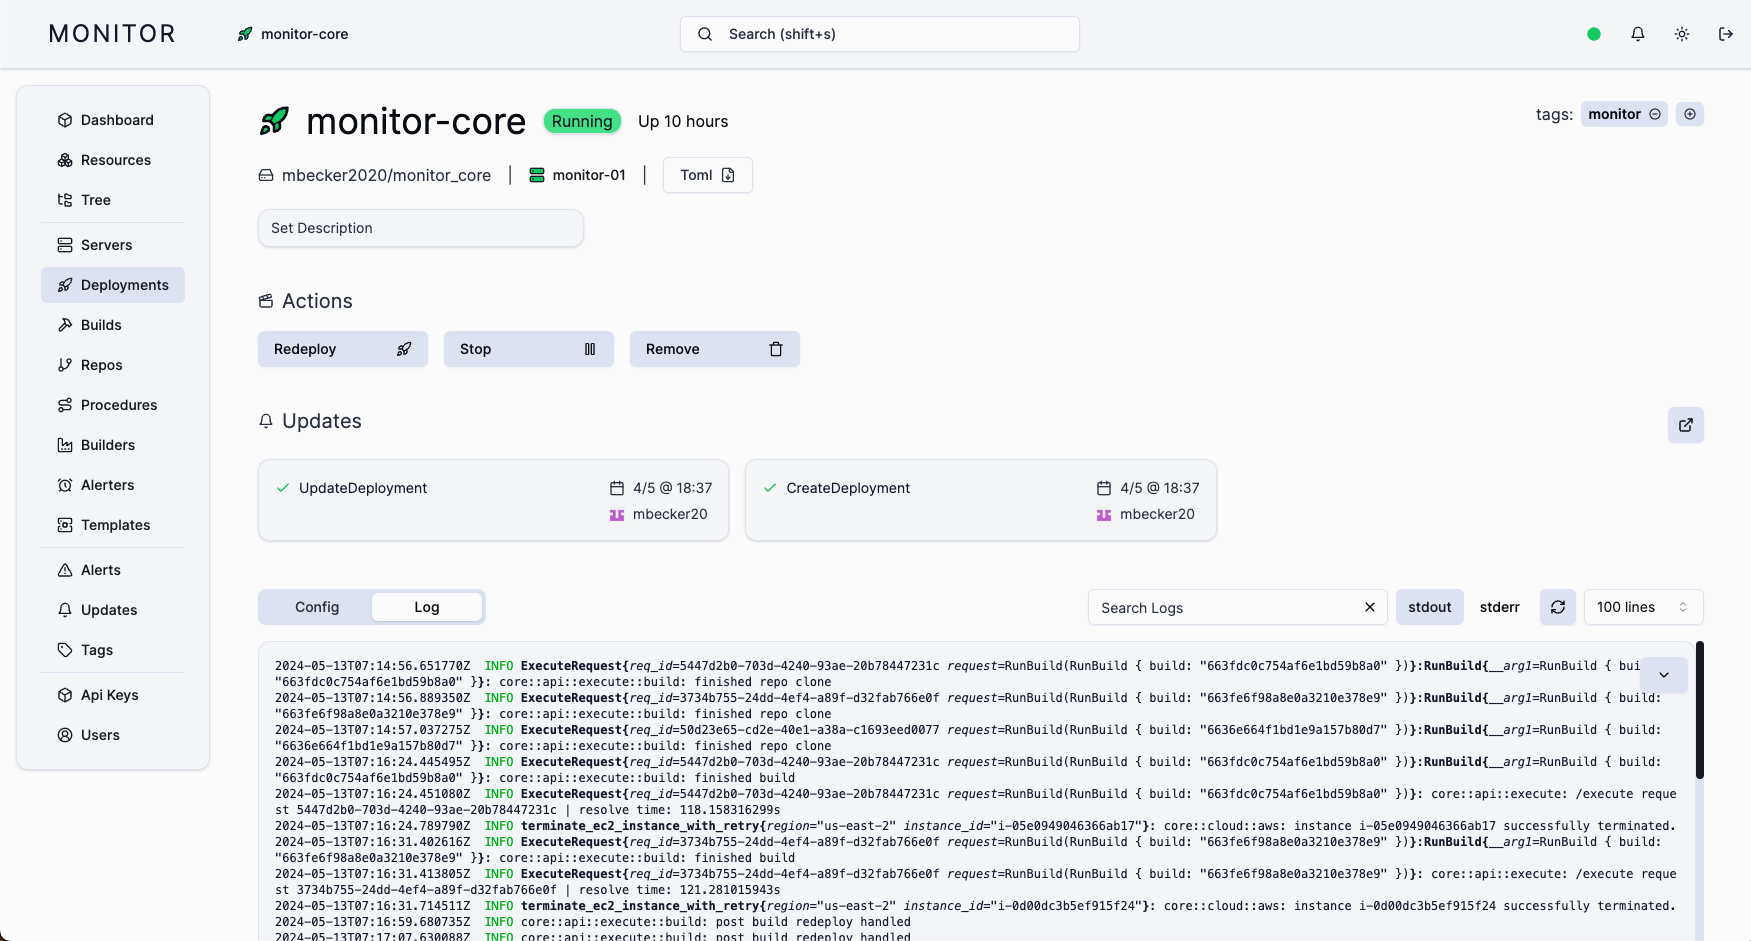 MONITOR
monitor-core
Search (shift+s)
Dashboard
Resources
Tree
Servers
Deployments
Builds
Repos
Procedures
Builders
Alerters
Templates
Alerts
Updates
Tags
Api Keys
Users
monitor-core Running Up 10 hours
tags: monitor
mbecker2020/monitor_core | monitor-01 | Toml
Set Description
Actions
Redeploy Stop Remove
Updates
UpdateDeployment 4/5 @ 18:37
mbecker20
CreateDeployment 4/5 @ 18:37
mbecker20
Config Log
Search Logs stdout stderr 100 lines
2024-05-13T07:14:56.651770Z  INFO ExecuteRequest{req_id=5447d2b0-703d-4240-93ae-20b78447231c request=RunBuild(RunBuild { build: "663fdc0c754af6e1bd59b8a0" })}:RunBuild{__arg1=RunBuild { bui
"663fdc0c754af6e1bd59b8a0" }}: core::api::execute::build: finished repo clone
2024-05-13T07:14:56.889350Z  INFO ExecuteRequest{req_id=3734b755-24dd-4ef4-a89f-d32fab766e0f request=RunBuild(RunBuild { build: "663fe6f98a8e0a3210e378e9" })}:RunBuild{__arg1=RunBuild { build:
"663fe6f98a8e0a3210e378e9" }}: core::api::execute::build: finished repo clone
2024-05-13T07:14:57.037275Z  INFO ExecuteRequest{req_id=50d23e65-cd2e-40e1-a38a-c1693eed0077 request=RunBuild(RunBuild { build: "6636e664f1bd1e9a157b80d7" })}:RunBuild{__arg1=RunBuild { build:
"6636e664f1bd1e9a157b80d7" }}: core::api::execute::build: finished repo clone
2024-05-13T07:16:24.445495Z  INFO ExecuteRequest{req_id=5447d2b0-703d-4240-93ae-20b78447231c request=RunBuild(RunBuild { build: "663fdc0c754af6e1bd59b8a0" })}:RunBuild{__arg1=RunBuild { build:
"663fdc0c754af6e1bd59b8a0" }}: core::api::execute::build: finished build
2024-05-13T07:16:24.451080Z  INFO ExecuteRequest{req_id=5447d2b0-703d-4240-93ae-20b78447231c request=RunBuild(RunBuild { build: "663fdc0c754af6e1bd59b8a0" })}: core::api::execute: /execute reque
st 5447d2b0-703d-4240-93ae-20b78447231c | resolve time: 118.158316299s
2024-05-13T07:16:24.789790Z  INFO terminate_ec2_instance_with_retry{region="us-east-2" instance_id="i-05e0949046366ab17"}: core::cloud::aws: instance i-05e0949046366ab17 successfully terminated.
2024-05-13T07:16:31.402616Z  INFO ExecuteRequest{req_id=3734b755-24dd-4ef4-a89f-d32fab766e0f request=RunBuild(RunBuild { build: "663fe6f98a8e0a3210e378e9" })}:RunBuild{__arg1=RunBuild { build:
"663fe6f98a8e0a3210e378e9" }}: core::api::execute::build: finished build
2024-05-13T07:16:31.413805Z  INFO ExecuteRequest{req_id=3734b755-24dd-4ef4-a89f-d32fab766e0f request=RunBuild(RunBuild { build: "663fe6f98a8e0a3210e378e9" })}: core::api::execute: /execute reque
st 3734b755-24dd-4ef4-a89f-d32fab766e0f | resolve time: 121.281015943s
2024-05-13T07:16:31.714511Z  INFO terminate_ec2_instance_with_retry{region="us-east-2" instance_id="i-0d00dc3b5ef915f24"}: core::cloud::aws: instance i-0d00dc3b5ef915f24 successfully terminated.
2024-05-13T07:16:59.680735Z  INFO core::api::execute::build: post build redeploy handled
2024-05-13T07:17:07.630088Z  INFO core::api::execute::build: post build redeploy handled